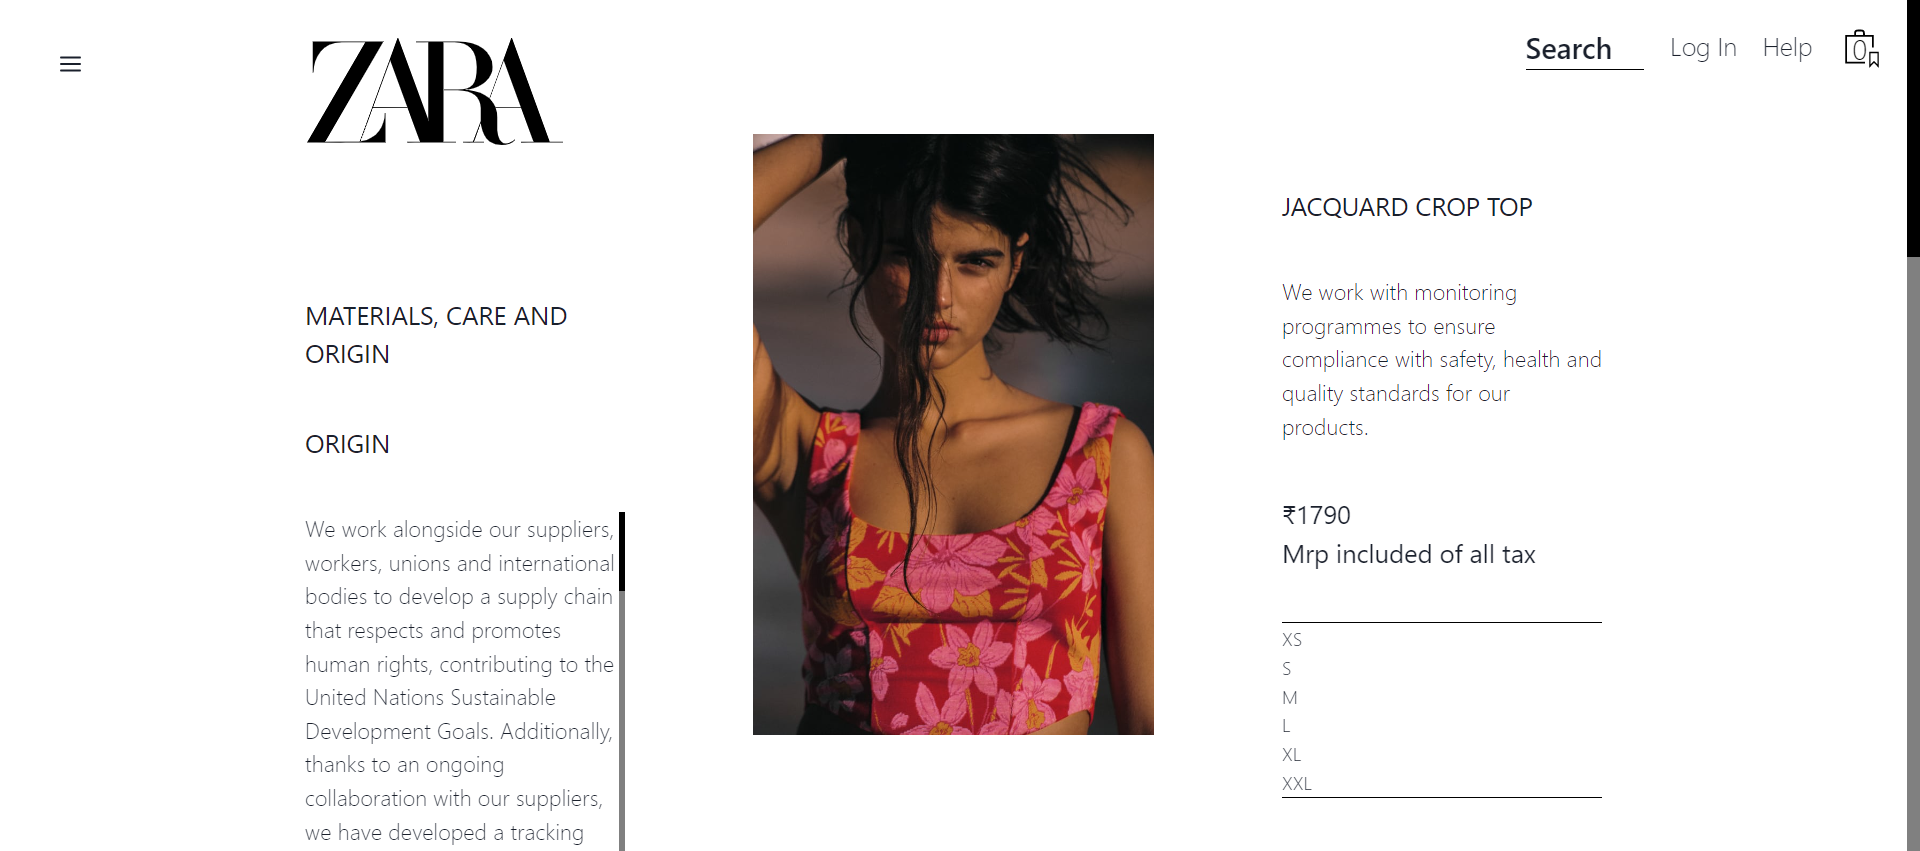 ZARA
Search
Log In
Help
0
MATERIALS, CARE AND
ORIGIN
ORIGIN
We work alongside our suppliers,
workers, unions and international
bodies to develop a supply chain
that respects and promotes
human rights, contributing to the
United Nations Sustainable
Development Goals. Additionally,
thanks to an ongoing
collaboration with our suppliers,
we have developed a tracking
JACQUARD CROP TOP
We work with monitoring
programmes to ensure
compliance with safety, health and
quality standards for our
products.
₹1790
Mrp included of all tax
XS
S
M
L
XL
XXL